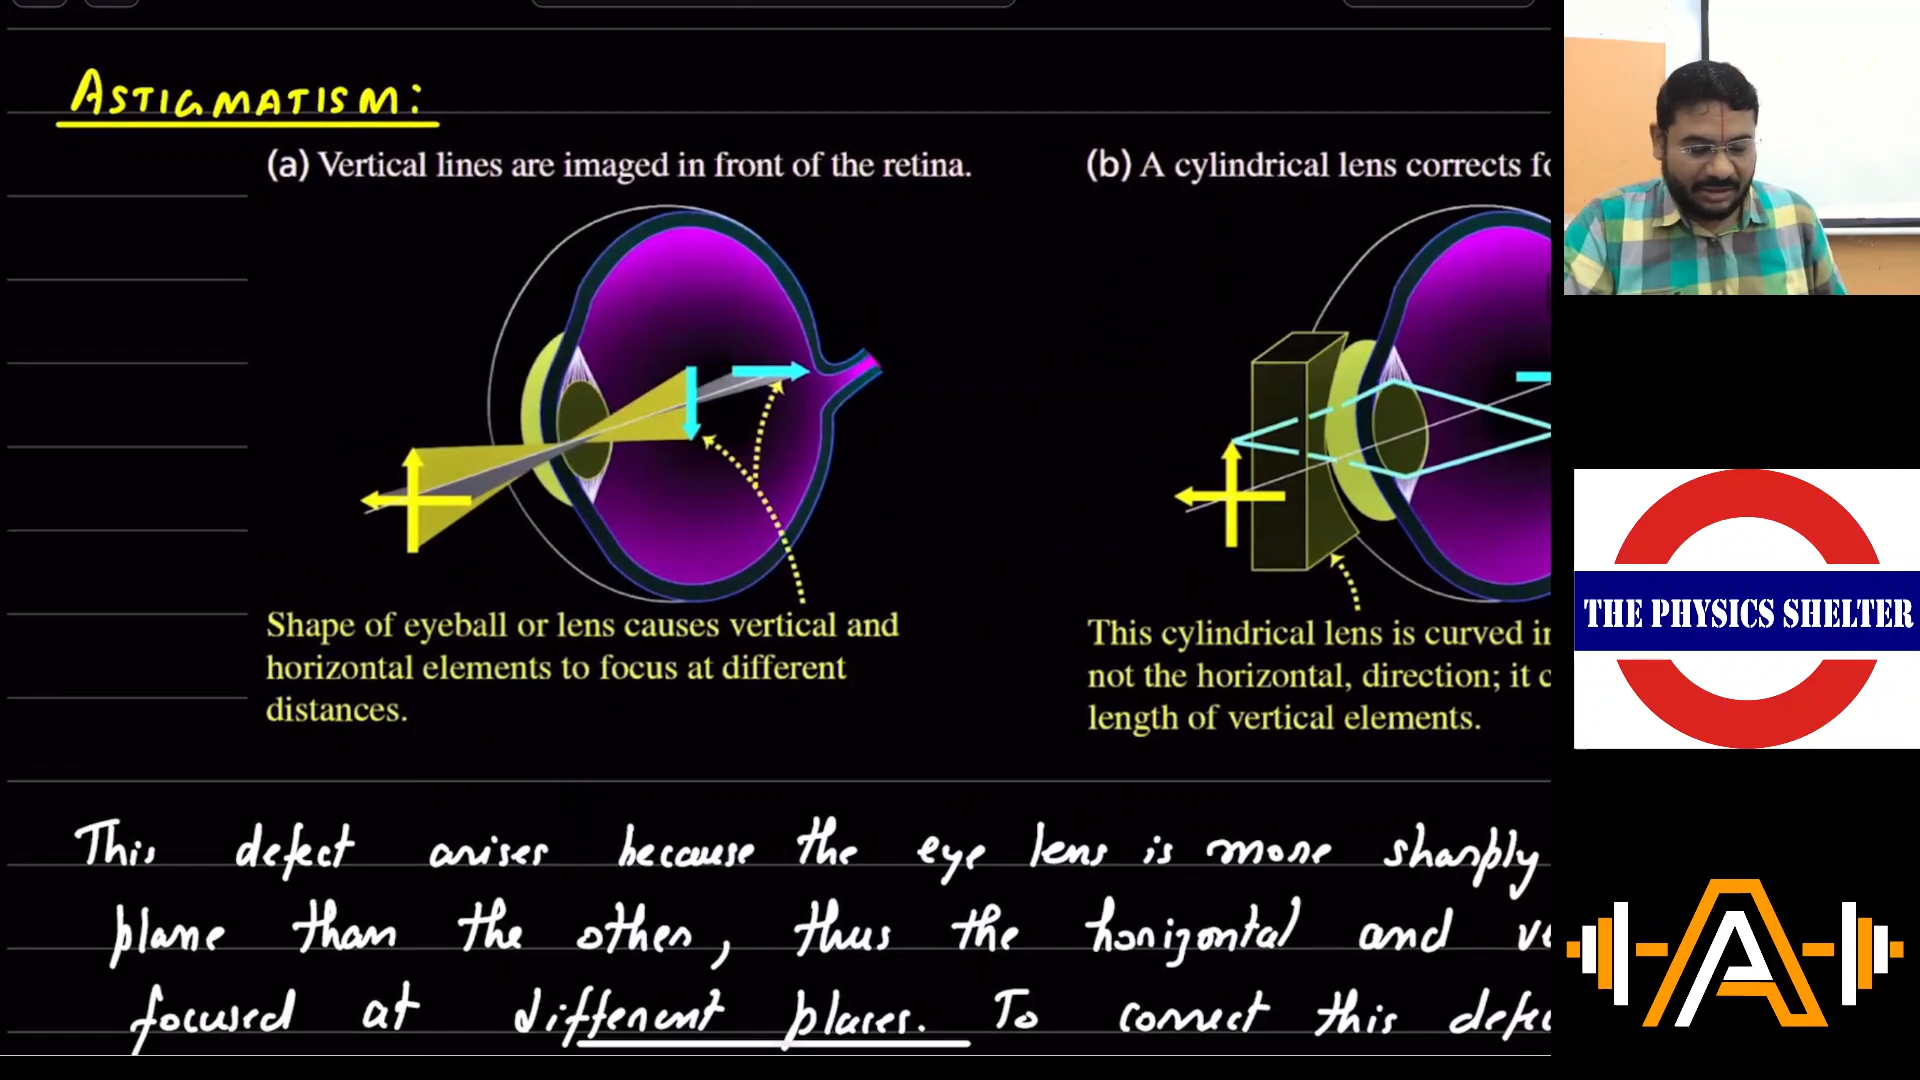 ASTIGMATISM:
(a) Vertical lines are imaged in front of the retina.
(b) A cylindrical lens corrects fo
Shape of eyeball or lens causes vertical and
horizontal elements to focus at different
distances.
This cylindrical lens is curved in
not the horizontal, direction; it c
length of vertical elements.
This defect arises because the eye lens is more sharply
plane than the other, thus the horizontal and ve
focused at different places. To correct this defec
THE PHYSICS SHELTER